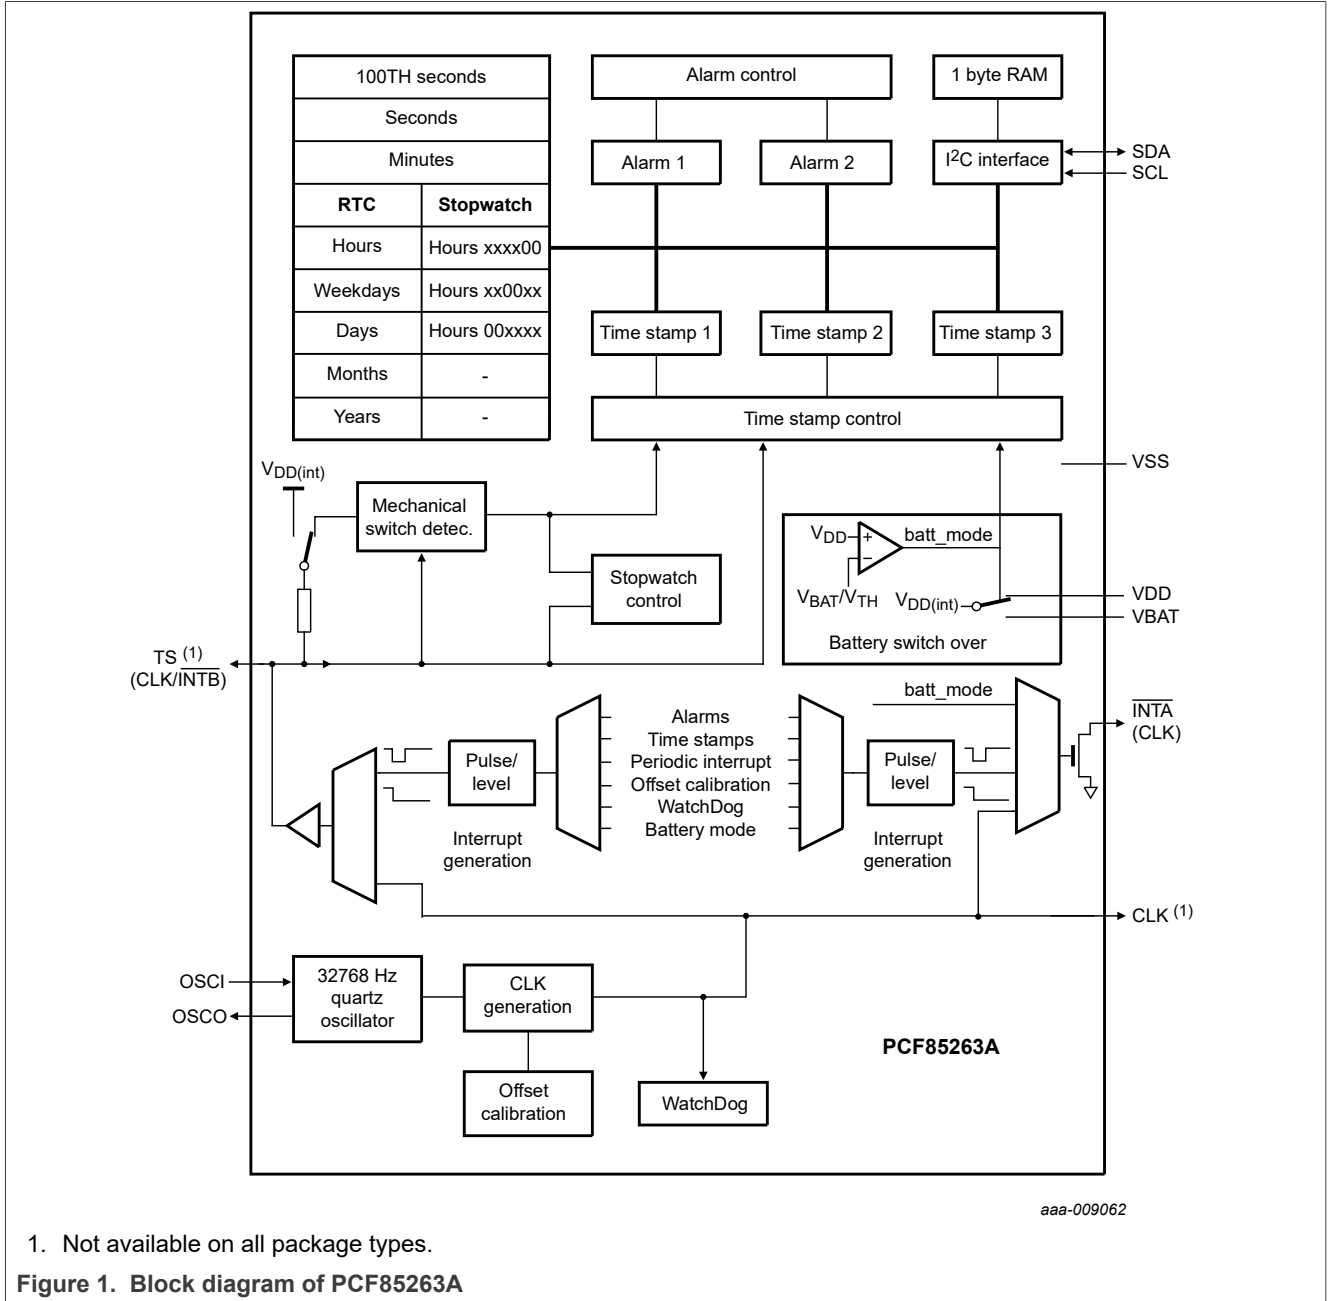 100TH seconds
Seconds
Minutes
RTC
Stopwatch
Hours
Hours xxxx00
Weekdays
Hours xx00xx
Days
Hours 00xxxx
Months
-
Years
-
Alarm control
1 byte RAM
Alarm 1
Alarm 2
I2C interface
SDA
SCL
Time stamp 1
Time stamp 2
Time stamp 3
Time stamp control
VSS
VDD(int)
Mechanical
switch detec.
Stopwatch
control
VDD
batt_mode
VBAT/VTH
VDD(int)
Battery switch over
VDD
VBAT
TS (1)
(CLK/INTB)
batt_mode
INTA
(CLK)
Pulse/
level
Interrupt
generation
Alarms
Time stamps
Periodic interrupt
Offset calibration
WatchDog
Battery mode
Pulse/
level
Interrupt
generation
CLK (1)
OSCI
OSCO
32768 Hz
quartz
oscillator
CLK
generation
Offset
calibration
WatchDog
PCF85263A
aaa-009062
1. Not available on all package types.
Figure 1. Block diagram of PCF85263A